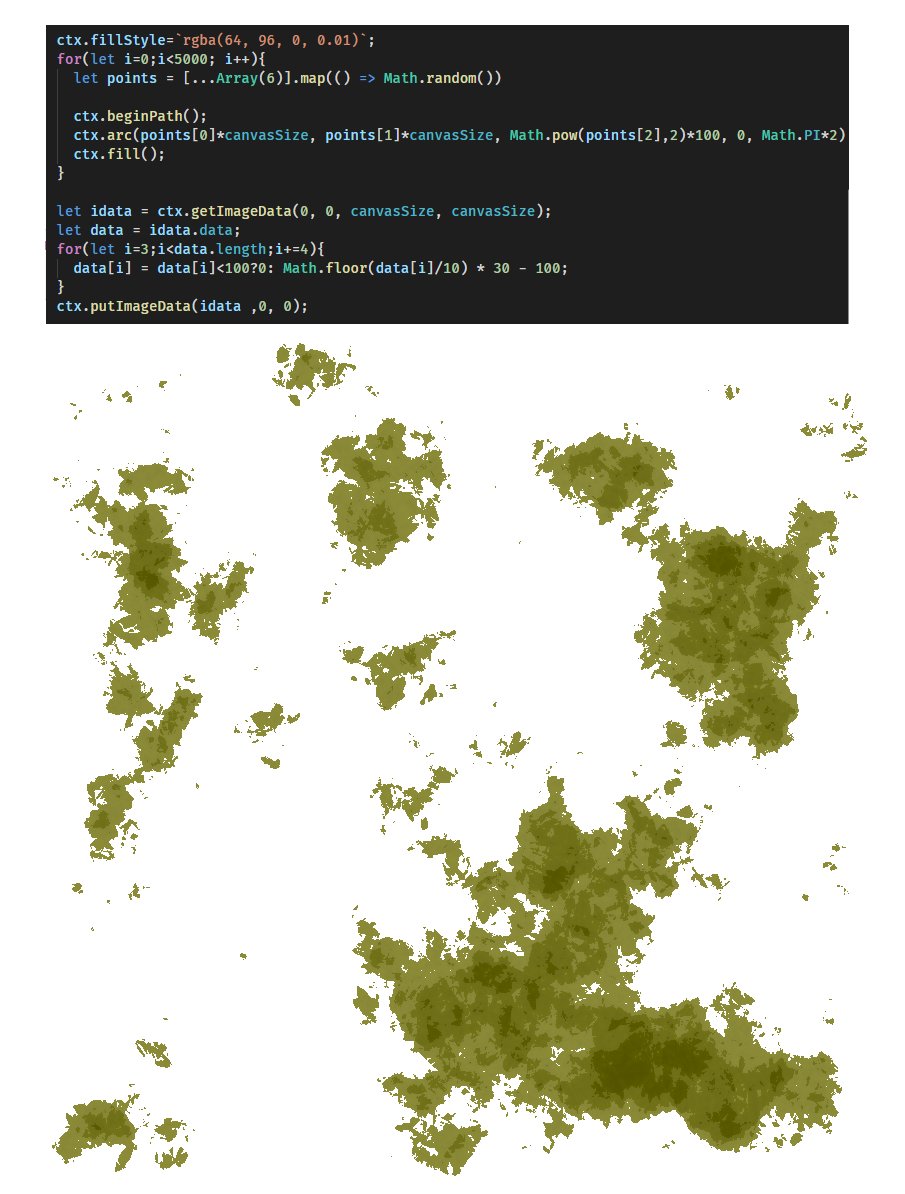 ctx.fillStyle=`rgba(64, 96, 0, 0.01)`;
for(let i=0;i<5000; i++){
  let points = [...Array(6)].map(() => Math.random())
  ctx.beginPath();
  ctx.arc(points[0]*canvasSize, points[1]*canvasSize, Math.pow(points[2],2)*100, 0, Math.PI*2)
  ctx.fill();
}
let idata = ctx.getImageData(0, 0, canvasSize, canvasSize);
let data = idata.data;
for(let i=3;i<data.length;i+=4){
  data[i] = data[i]<100?0: Math.floor(data[i]/10) * 30 - 100;
}
ctx.putImageData(idata ,0, 0);